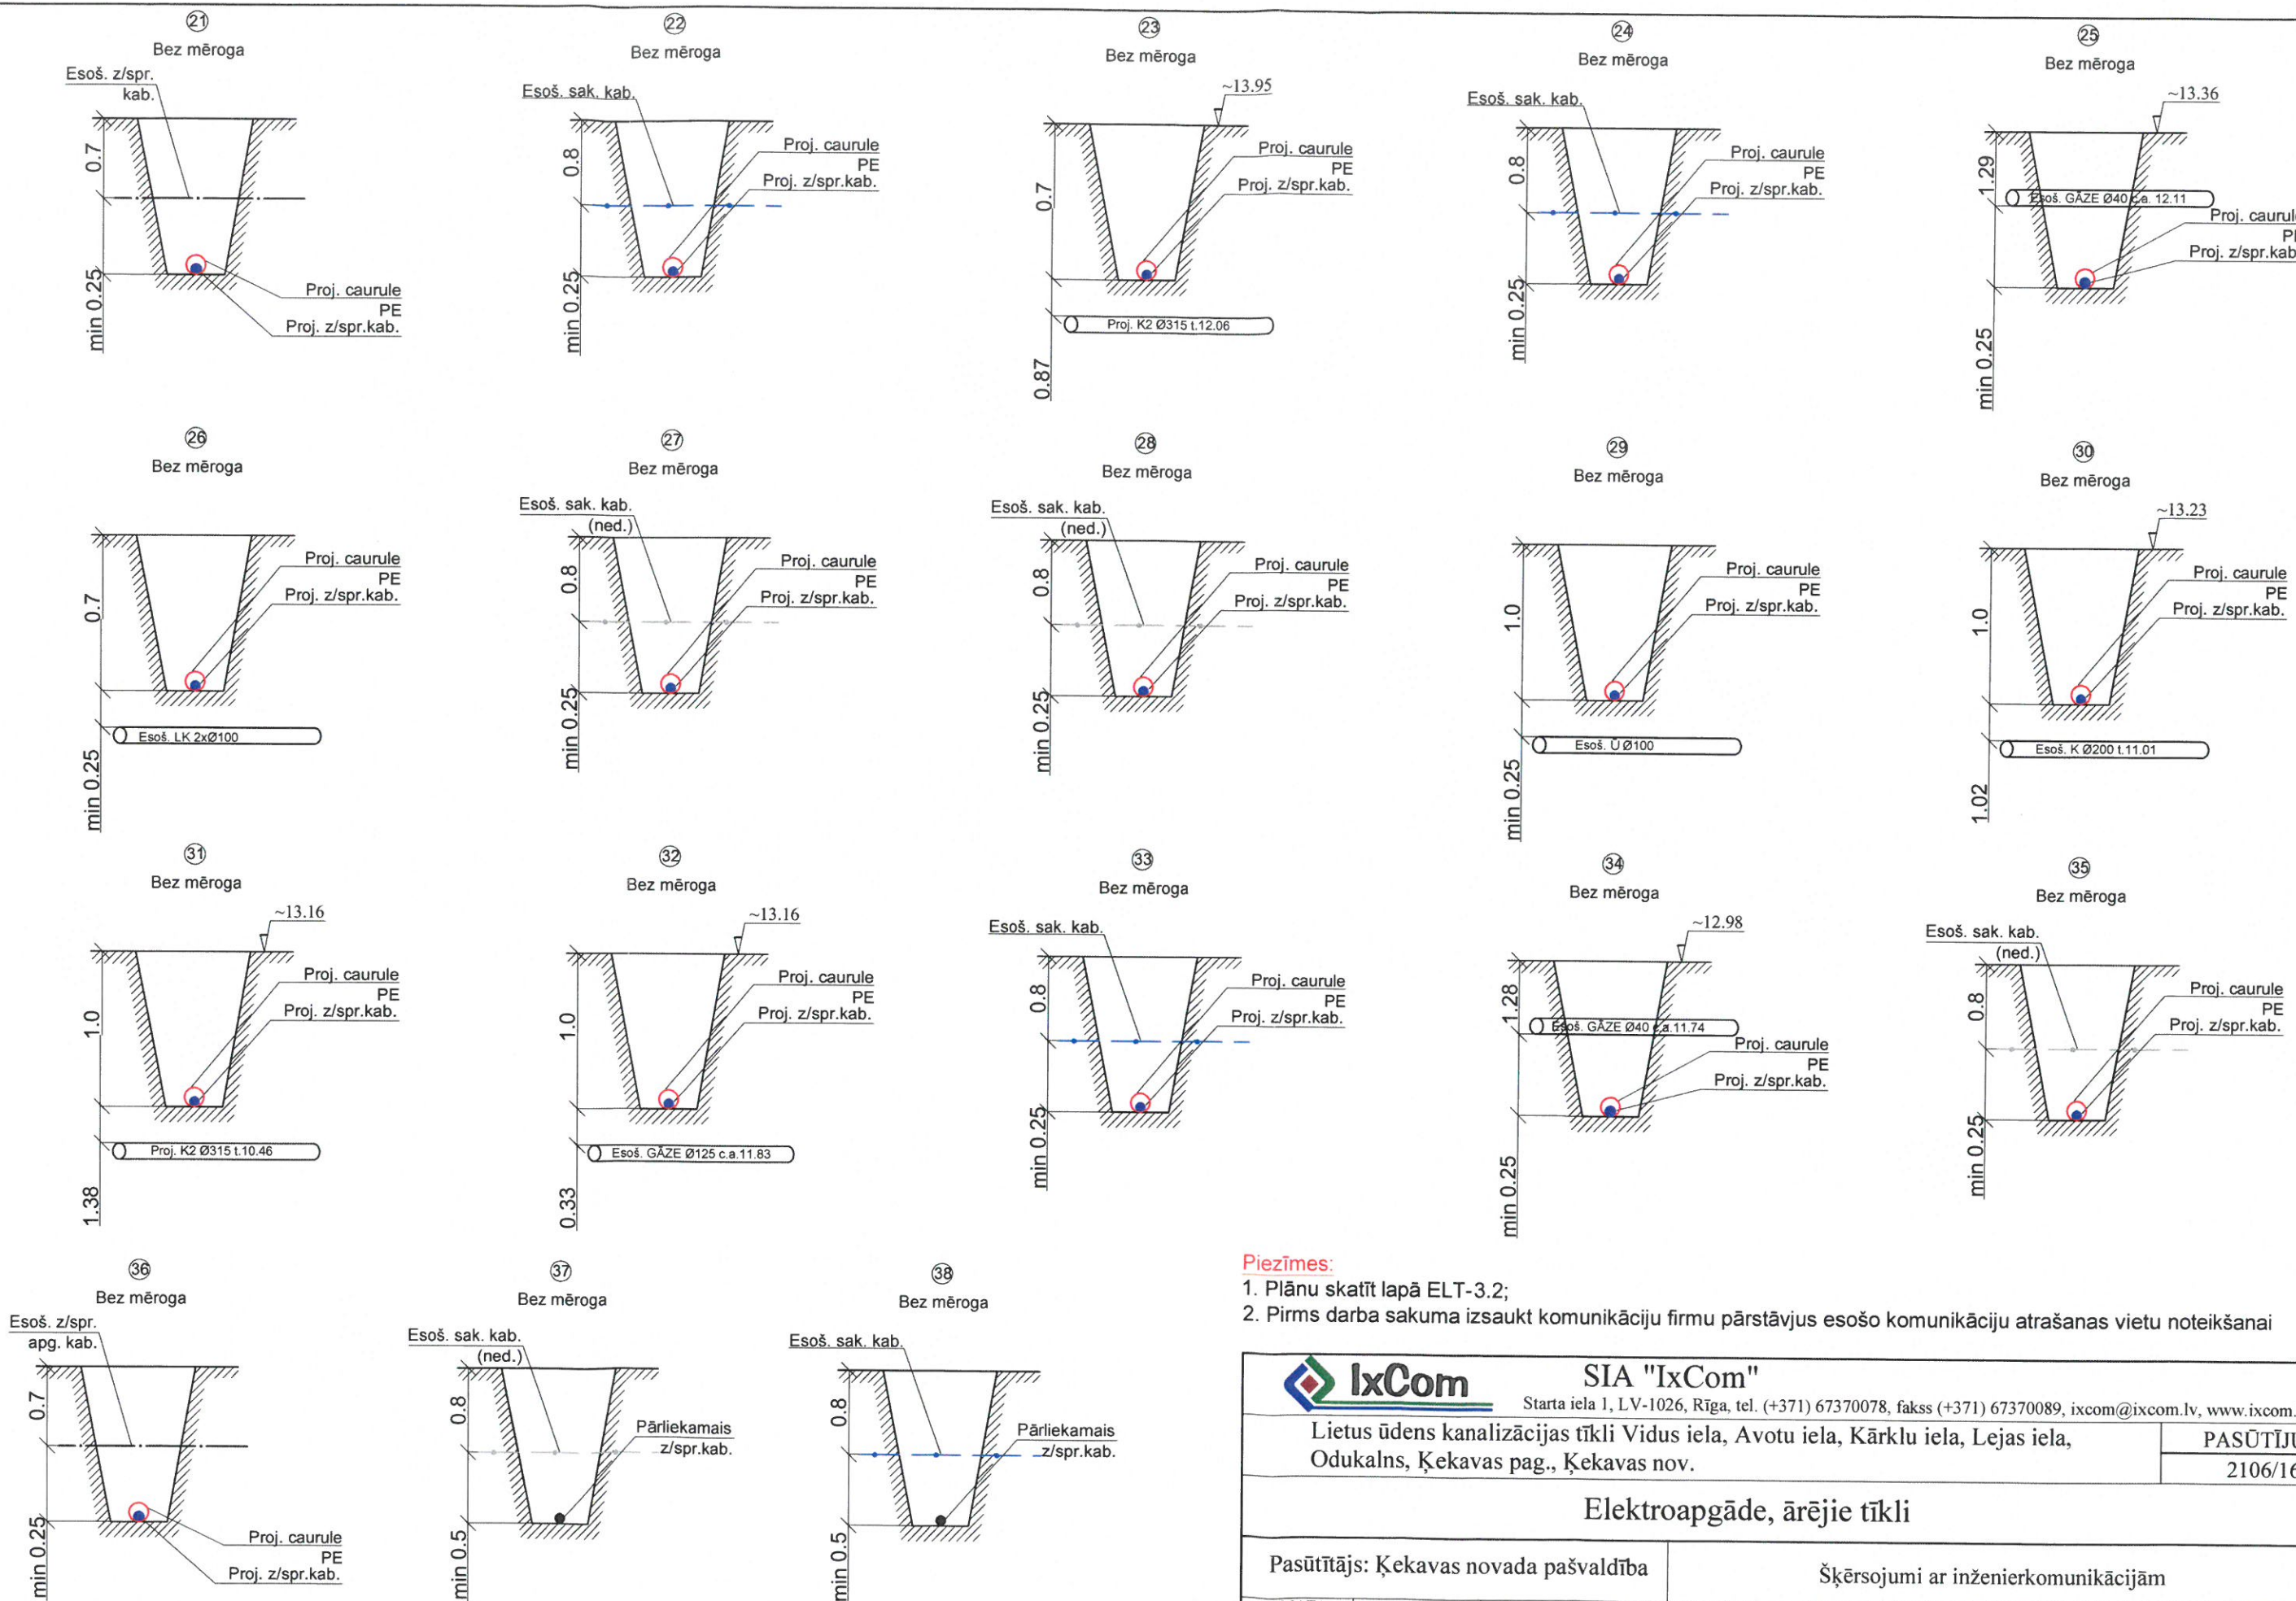 21
Bez mēroga
Esoš. z/spr.
kab.
0.7
min 0.25
Proj. caurule
PE
Proj. z/spr.kab.
22
Bez mēroga
Esoš. sak. kab.
0.8
min 0.25
Proj. caurule
PE
Proj. z/spr.kab.
23
Bez mēroga
~13.95
0.7
0.87
Proj. caurule
PE
Proj. z/spr.kab.
Proj. K2 Ø315 t.12.06
24
Bez mēroga
Esoš. sak. kab.
0.8
min 0.25
Proj. caurule
PE
Proj. z/spr.kab.
25
Bez mēroga
~13.36
1.29
min 0.25
Esoš. GĀZE Ø40 c.a. 12.11
Proj. caurule
PE
Proj. z/spr.kab
26
Bez mēroga
0.7
min 0.25
Proj. caurule
PE
Proj. z/spr.kab.
Esoš. LK 2xØ100
27
Bez mēroga
Esoš. sak. kab.
(ned.)
0.8
min 0.25
Proj. caurule
PE
Proj. z/spr.kab.
28
Bez mēroga
Esoš. sak. kab.
(ned.)
0.8
min 0.25
Proj. caurule
PE
Proj. z/spr.kab.
29
Bez mēroga
1.0
min 0.25
Proj. caurule
PE
Proj. z/spr.kab.
Esoš. Ū Ø100
30
Bez mēroga
~13.23
1.0
1.02
Proj. caurule
PE
Proj. z/spr.kab.
Esoš. K Ø200 t.11.01
31
Bez mēroga
~13.16
1.0
1.38
Proj. caurule
PE
Proj. z/spr.kab.
Proj. K2 Ø315 t.10.46
32
Bez mēroga
~13.16
1.0
0.33
Proj. caurule
PE
Proj. z/spr.kab.
Esoš. GĀZE Ø125 c.a.11.83
33
Bez mēroga
Esoš. sak. kab.
0.8
min 0.25
Proj. caurule
PE
Proj. z/spr.kab.
34
Bez mēroga
~12.98
1.28
min 0.25
Esoš. GĀZE Ø40 c.a.11.74
Proj. caurule
PE
Proj. z/spr.kab.
35
Bez mēroga
Esoš. sak. kab.
(ned.)
0.8
min 0.25
Proj. caurule
PE
Proj. z/spr.kab.
36
Bez mēroga
Esoš. z/spr.
apg. kab.
0.7
min 0.25
Proj. caurule
PE
Proj. z/spr.kab.
37
Bez mēroga
Esoš. sak. kab.
(ned.)
0.8
min 0.5
Pārliekamais
z/spr.kab.
38
Bez mēroga
Esoš. sak. kab.
0.8
min 0.5
Pārliekamais
z/spr.kab.
Piezīmes:
1. Plānu skatīt lapā ELT-3.2;
2. Pirms darba sakuma izsaukt komunikāciju firmu pārstāvjus esošo komunikāciju atrašanas vietu noteikšanai
IxCom
SIA "IxCom"
Starta iela 1, LV-1026, Rīga, tel. (+371) 67370078, fakss (+371) 67370089, ixcom@ixcom.lv, www.ixcom.
Lietus ūdens kanalizācijas tīkli Vidus iela, Avotu iela, Kārklu iela, Lejas iela,
Odukalns, Ķekavas pag., Ķekavas nov.
PASŪTĪJU
2106/16
Elektroapgāde, ārējie tīkli
Pasūtītājs: Ķekavas novada pašvaldība
Šķērsojumi ar inženierkomunikācijām